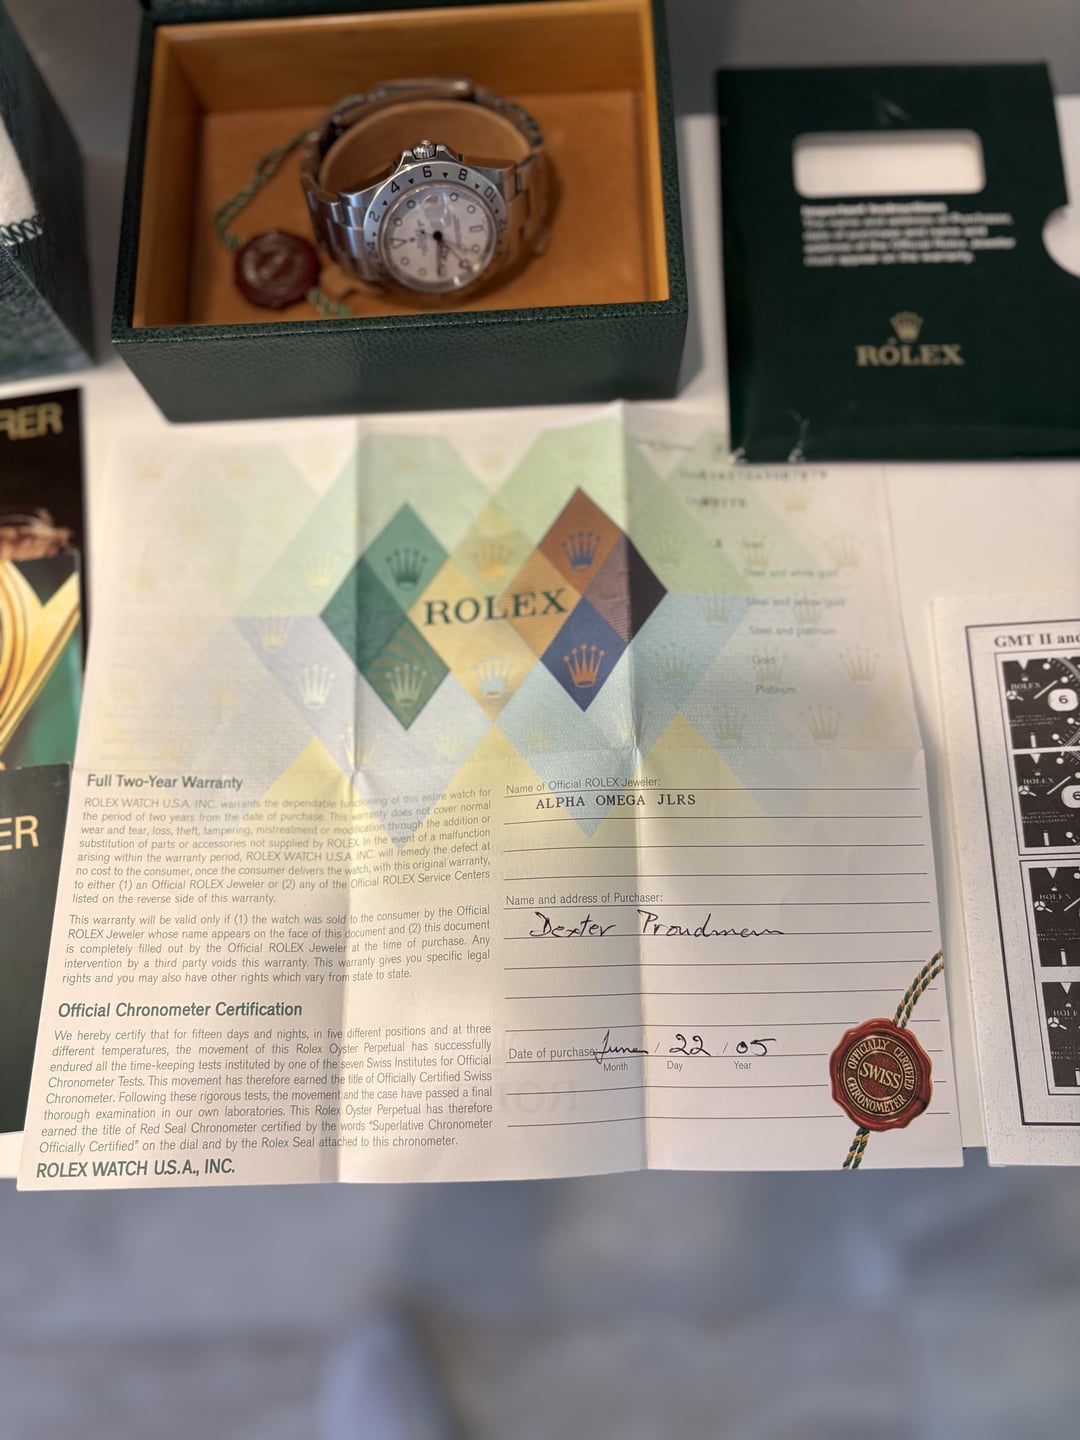 2 4 6 8 10
Important Instructions
ROLEX
RER
ER
ROLEX
WHITE
X
Steel and white gold
Steel and yellow gold
Steel and platinum
Gold
Platinum
Full Two-Year Warranty
ROLEX WATCH U.S.A. INC. warrants the dependable functioning of this entire watch for
the period of two years from the date of purchase. This warranty does not cover normal
wear and tear, loss, theft, tampering, mistreatment or modification through the addition or
substitution of parts or accessories not supplied by ROLEX. In the event of a malfunction
arising within the warranty period, ROLEX WATCH U.S.A. INC. will remedy the defect at
no cost to the consumer, once the consumer delivers the watch, with this original warranty,
to either (1) an Official ROLEX Jeweler or (2) any of the Official ROLEX Service Centers
listed on the reverse side of this warranty.
This warranty will be valid only if (1) the watch was sold to the consumer by the Official
ROLEX Jeweler whose name appears on the face of this document and (2) this document
is completely filled out by the Official ROLEX Jeweler at the time of purchase. Any
intervention by a third party voids this warranty. This warranty gives you specific legal
rights and you may also have other rights which vary from state to state.
Official Chronometer Certification
We hereby certify that for fifteen days and nights, in five different positions and at three
different temperatures, the movement of this Rolex Oyster Perpetual has successfully
endured all the time-keeping tests instituted by one of the seven Swiss Institutes for Official
Chronometer Tests. This movement has therefore earned the title of Officially Certified Swiss
Chronometer. Following these rigorous tests, the movement and the case have passed a final
thorough examination in our own laboratories. This Rolex Oyster Perpetual has therefore
earned the title of Red Seal Chronometer certified by the words "Superlative Chronometer
Officially Certified" on the dial and by the Rolex Seal attached to this chronometer.
ROLEX WATCH U.S.A., INC.
Name of Official ROLEX Jeweler:
ALPHA OMEGA JLRS
Name and address of Purchaser:
Dexter Proudman
Date of purchase: June / 22 / 05
Month Day Year
OFFICIALLY CERTIFIED
SWISS
CHRONOMETER
GMT II and
ROLEX
6
ROLEX
6
ROLEX
ROLEX